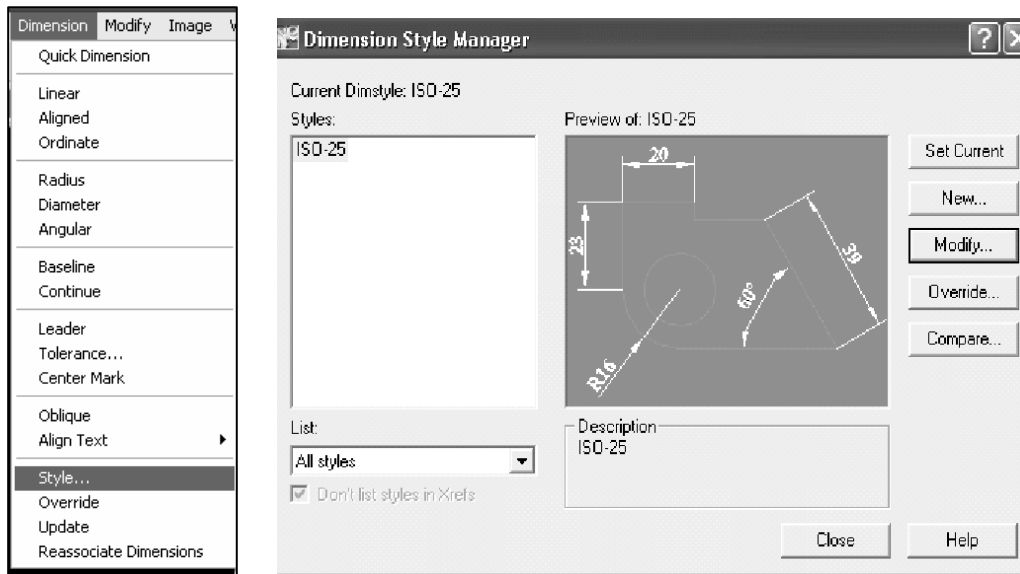 Dimension Modify Image
Quick Dimension
Linear
Aligned
Ordinate
Radius
Diameter
Angular
Baseline
Continue
Leader
Tolerance...
Center Mark
Oblique
Align Text
Style...
Override
Update
Reassociate Dimensions
Dimension Style Manager
Current Dimstyle: ISO-25
Styles:
ISO-25
List:
All styles
Don't list styles in Xrefs
Preview of: ISO-25
20
23
39
60°
R16
Description
ISO-25
Set Current
New...
Modify...
Override...
Compare...
Close
Help